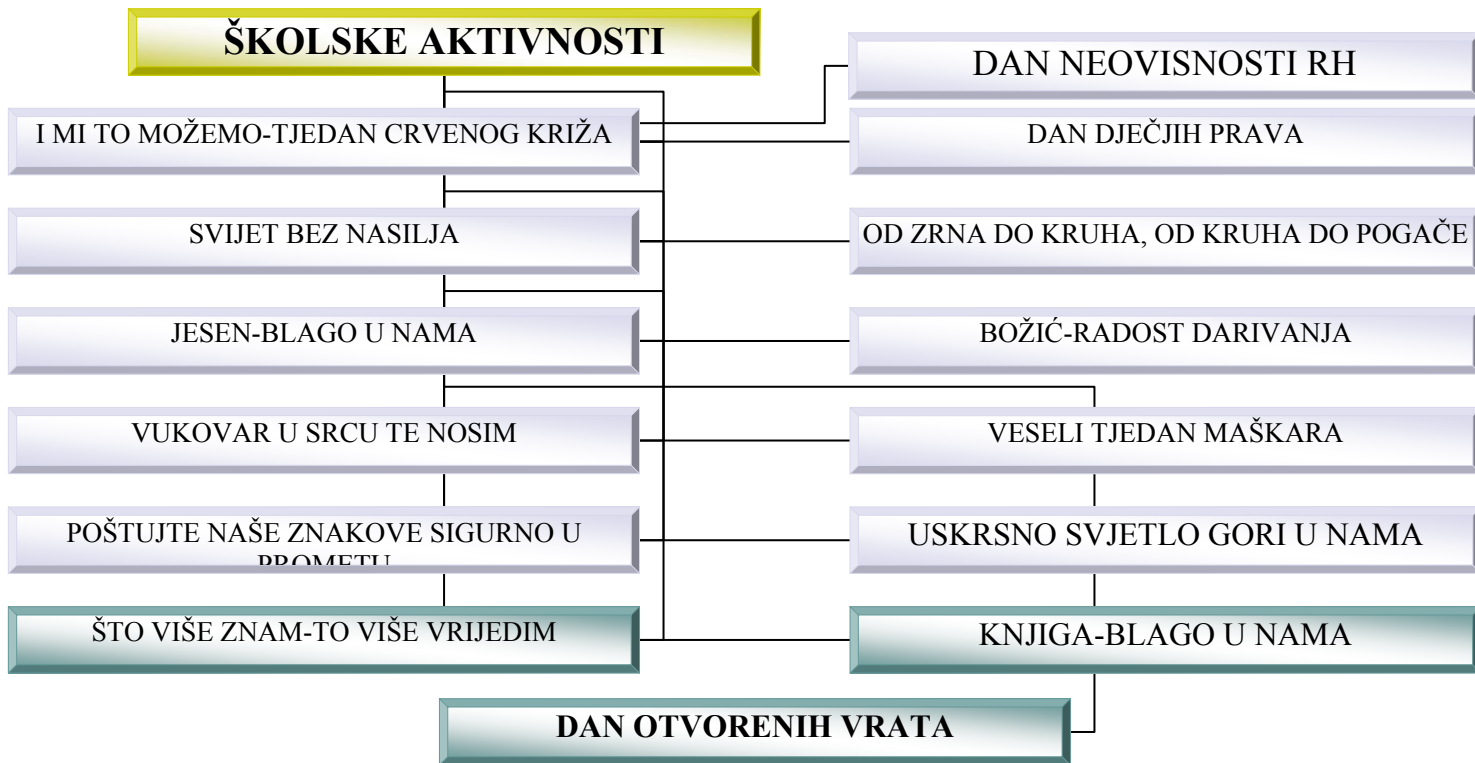 ŠKOLSKE AKTIVNOSTI
DAN NEOVISNOSTI RH
I MI TO MOŽEMO-TJEDAN CRVENOG KRIŽA
DAN DJEČJIH PRAVA
SVIJET BEZ NASILJA
OD ZRNA DO KRUHA, OD KRUHA DO POGAČE
JESEN-BLAGO U NAMA
BOŽIĆ-RADOST DARIVANJA
VUKOVAR U SRCU TE NOSIM
VESELI TJEDAN MAŠKARA
POŠTUJTE NAŠE ZNAKOVE SIGURNO U
PROMETU
USKRSNO SVJETLO GORI U NAMA
ŠTO VIŠE ZNAM-TO VIŠE VRIJEDIM
KNJIGA-BLAGO U NAMA
DAN OTVORENIH VRATA